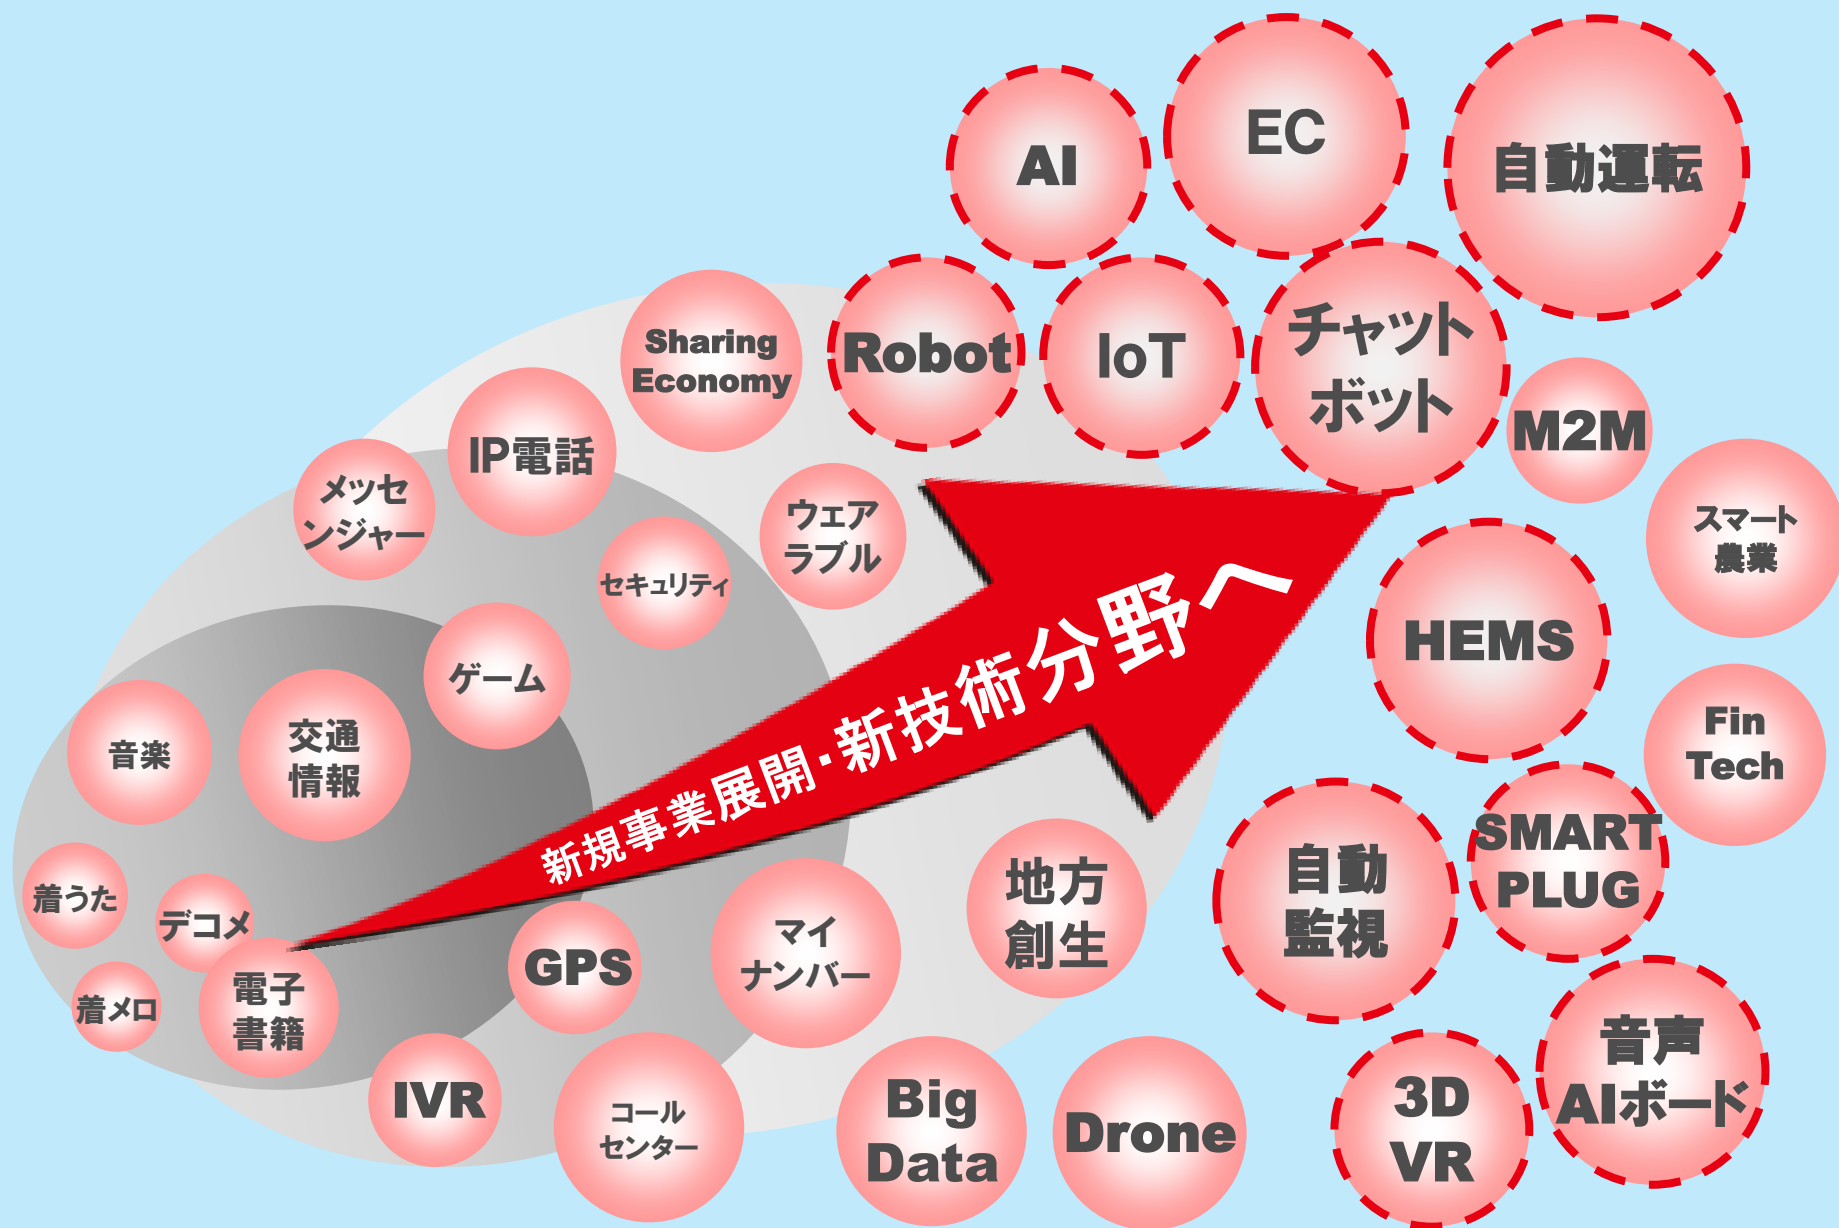 AI
EC
自動運転
Sharing
Economy
Robot
IoT
チャット
ボット
M2M
IP電話
メッセ
ンジャー
ウェア
ラブル
セキュリティ
スマート
農業
HEMS
ゲーム
音楽
交通
情報
新規事業展開・新技術分野へ
Fin
Tech
SMART
PLUG
着うた
デコメ
着メロ
電子
書籍
GPS
マイ
ナンバー
地方
創生
自動
監視
IVR
コール
センター
Big
Data
Drone
3D
VR
音声
AIボード